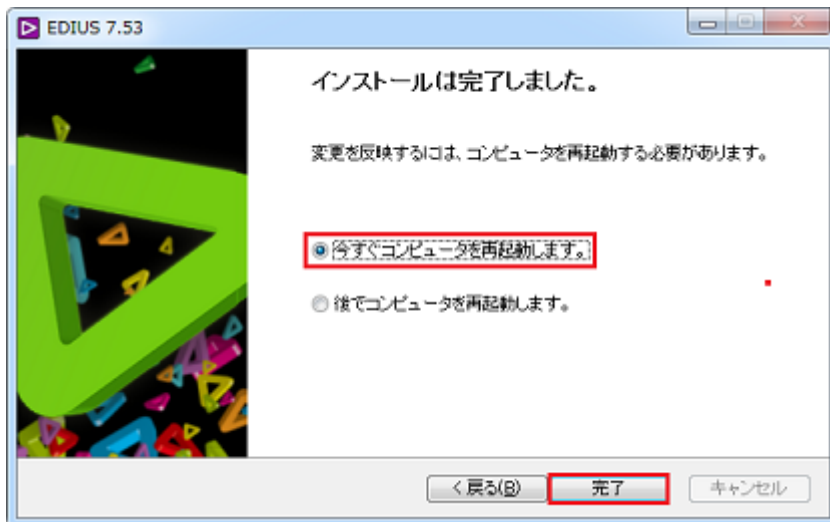 EDIUS 7.53
インストールは完了しました。
変更を反映するには、コンピュータを再起動する必要があります。
今すぐコンピュータを再起動します。
後でコンピュータを再起動します。
< 戻る(B)
完了
キャンセル